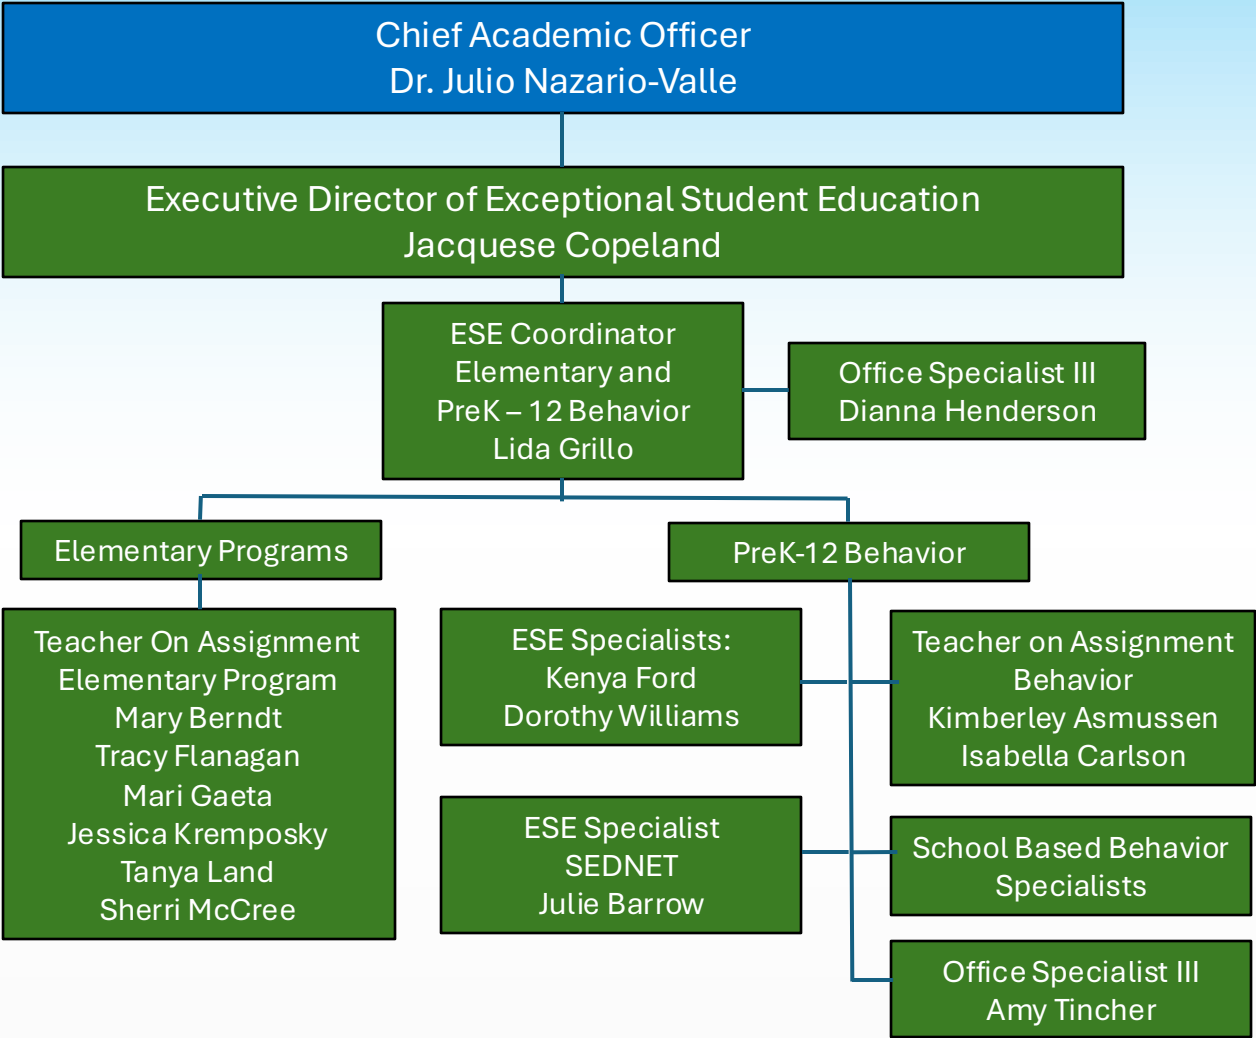 Chief Academic Officer
Dr. Julio Nazario-Valle
Executive Director of Exceptional Student Education
Jacquese Copeland
ESE Coordinator
Elementary and
PreK – 12 Behavior
Lida Grillo
Office Specialist III
Dianna Henderson
Elementary Programs
PreK-12 Behavior
Teacher On Assignment
Elementary Program
Mary Berndt
Tracy Flanagan
Mari Gaeta
Jessica Kremposky
Tanya Land
Sherri McCree
ESE Specialists:
Kenya Ford
Dorothy Williams
Teacher on Assignment
Behavior
Kimberley Asmussen
Isabella Carlson
ESE Specialist
SEDNET
Julie Barrow
School Based Behavior
Specialists
Office Specialist III
Amy Tincher